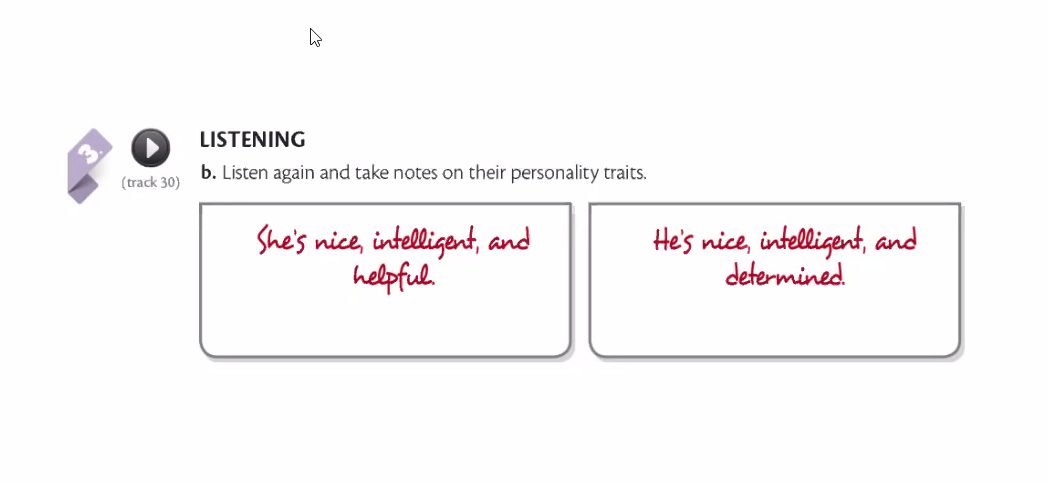 3.
(track 30)
LISTENING
b. Listen again and take notes on their personality traits.
She's nice, intelligent, and
helpful.
He's nice, intelligent, and
determined.